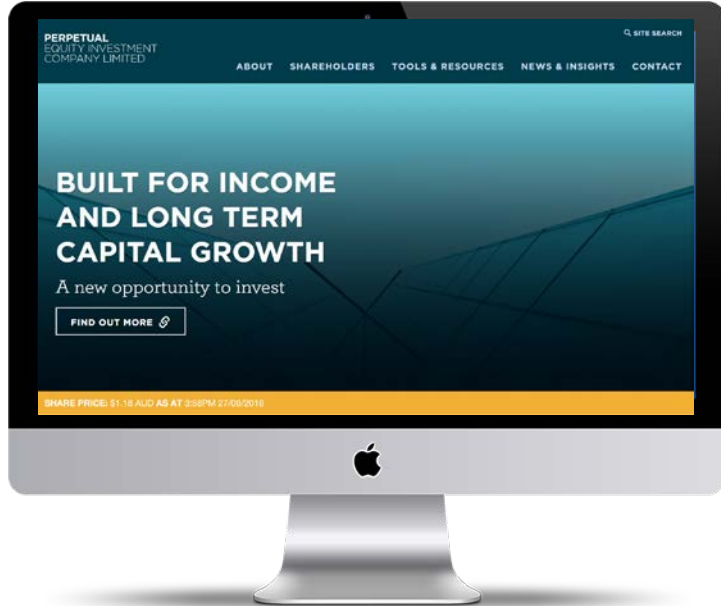 PERPETUAL
EQUITY INVESTMENT
COMPANY LIMITED
SITE SEARCH
ABOUT SHAREHOLDERS TOOLS & RESOURCES NEWS & INSIGHTS CONTACT
BUILT FOR INCOME
AND LONG TERM
CAPITAL GROWTH
A new opportunity to invest
FIND OUT MORE
SHARE PRICE: $1.18 AUD AS AT